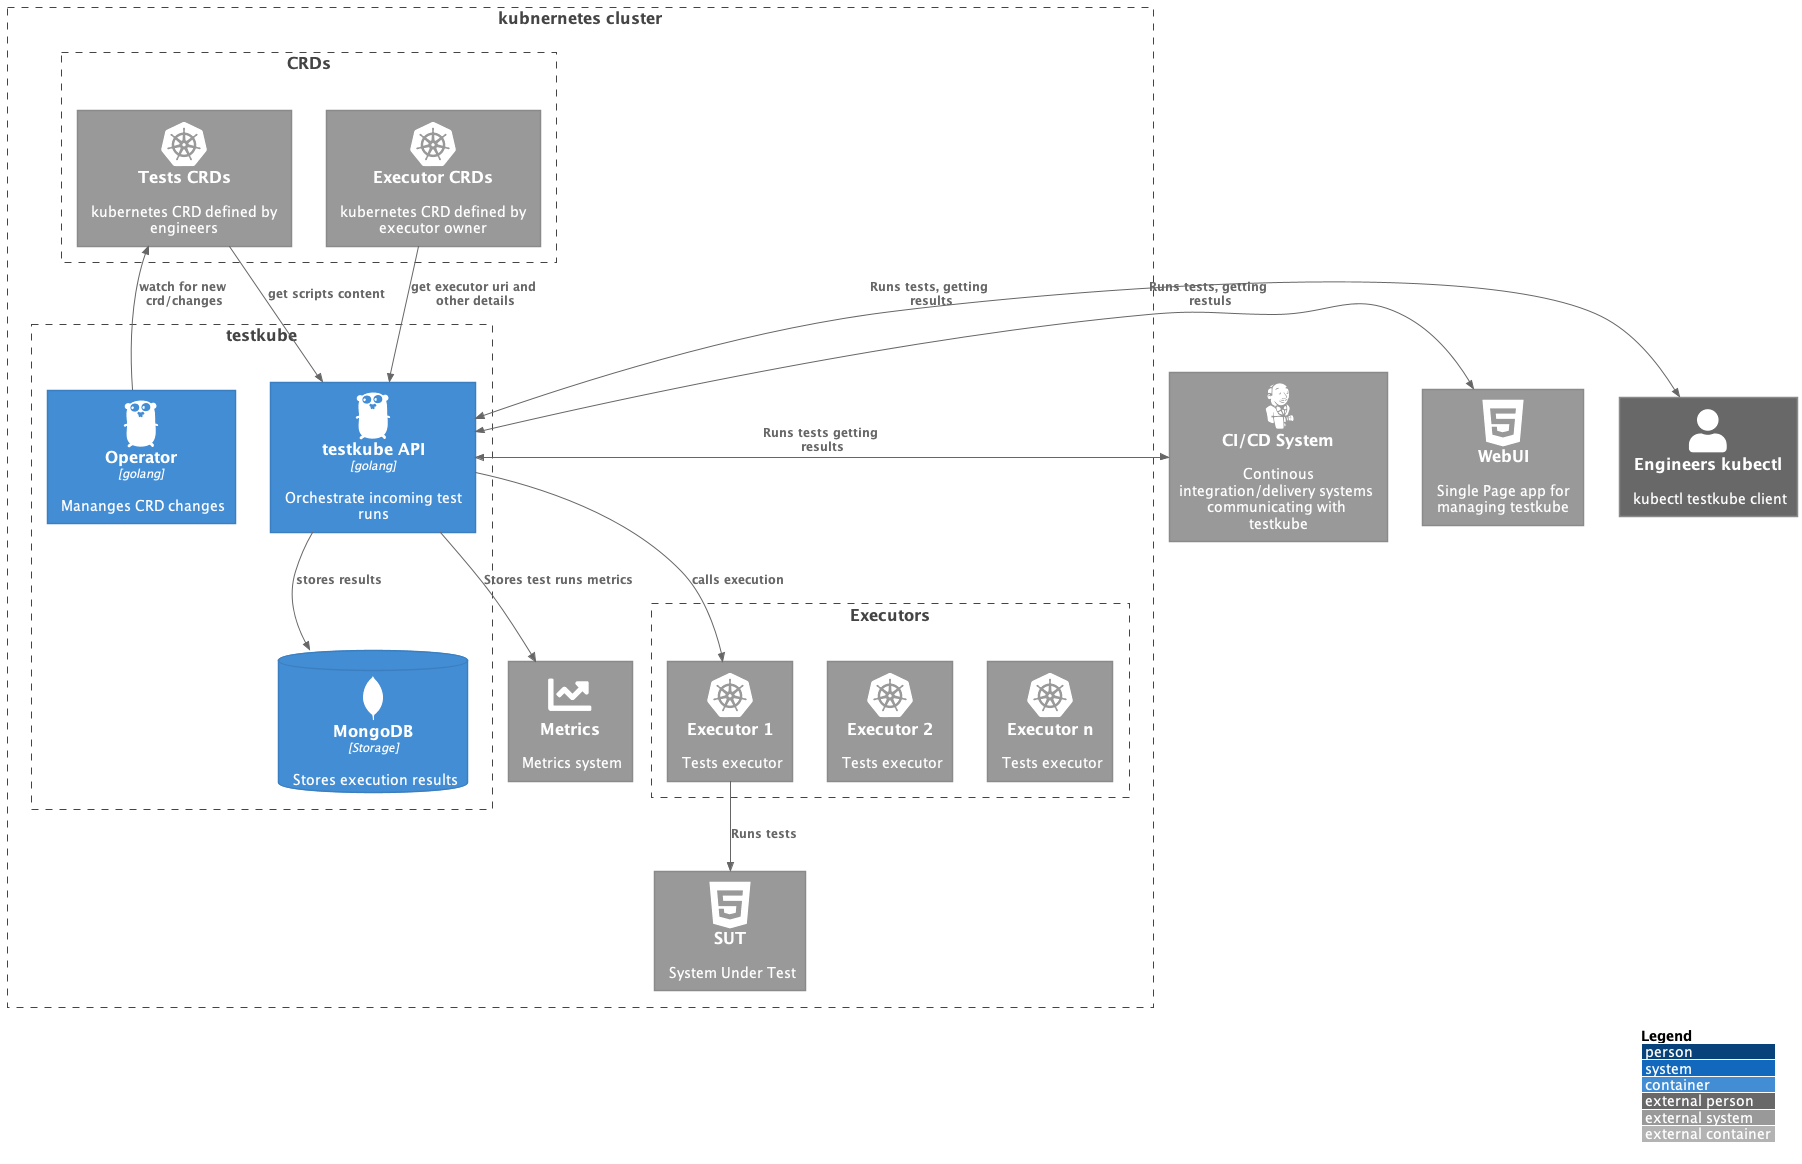 kubnernetes cluster
CRDs
Tests CRDs
kubernetes CRD defined by
engineers
Executor CRDs
kubernetes CRD defined by
executor owner
watch for new
crd/changes
get scripts content
get executor uri and
other details
Runs tests, getting
results
Runs tests, getting
restuls
testkube
Operator
[golang]
Mananges CRD changes
testkube API
[golang]
Orchestrate incoming test
runs
Runs tests getting
results
CI/CD System
Continous
integration/delivery systems
communicating with
testkube
WebUI
Single Page app for
managing testkube
Engineers kubectl
kubectl testkube client
stores results
Stores test runs metrics
calls execution
MongoDB
[Storage]
Stores execution results
Metrics
Metrics system
Executors
Executor 1
Tests executor
Executor 2
Tests executor
Executor n
Tests executor
Runs tests
SUT
System Under Test
Legend
person
system
container
external person
external system
external container